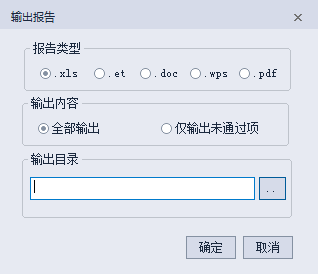 输出报告
报告类型
.xls .et .doc .wps .pdf
输出内容
全部输出 仅输出未通过项
输出目录
..
确定 取消